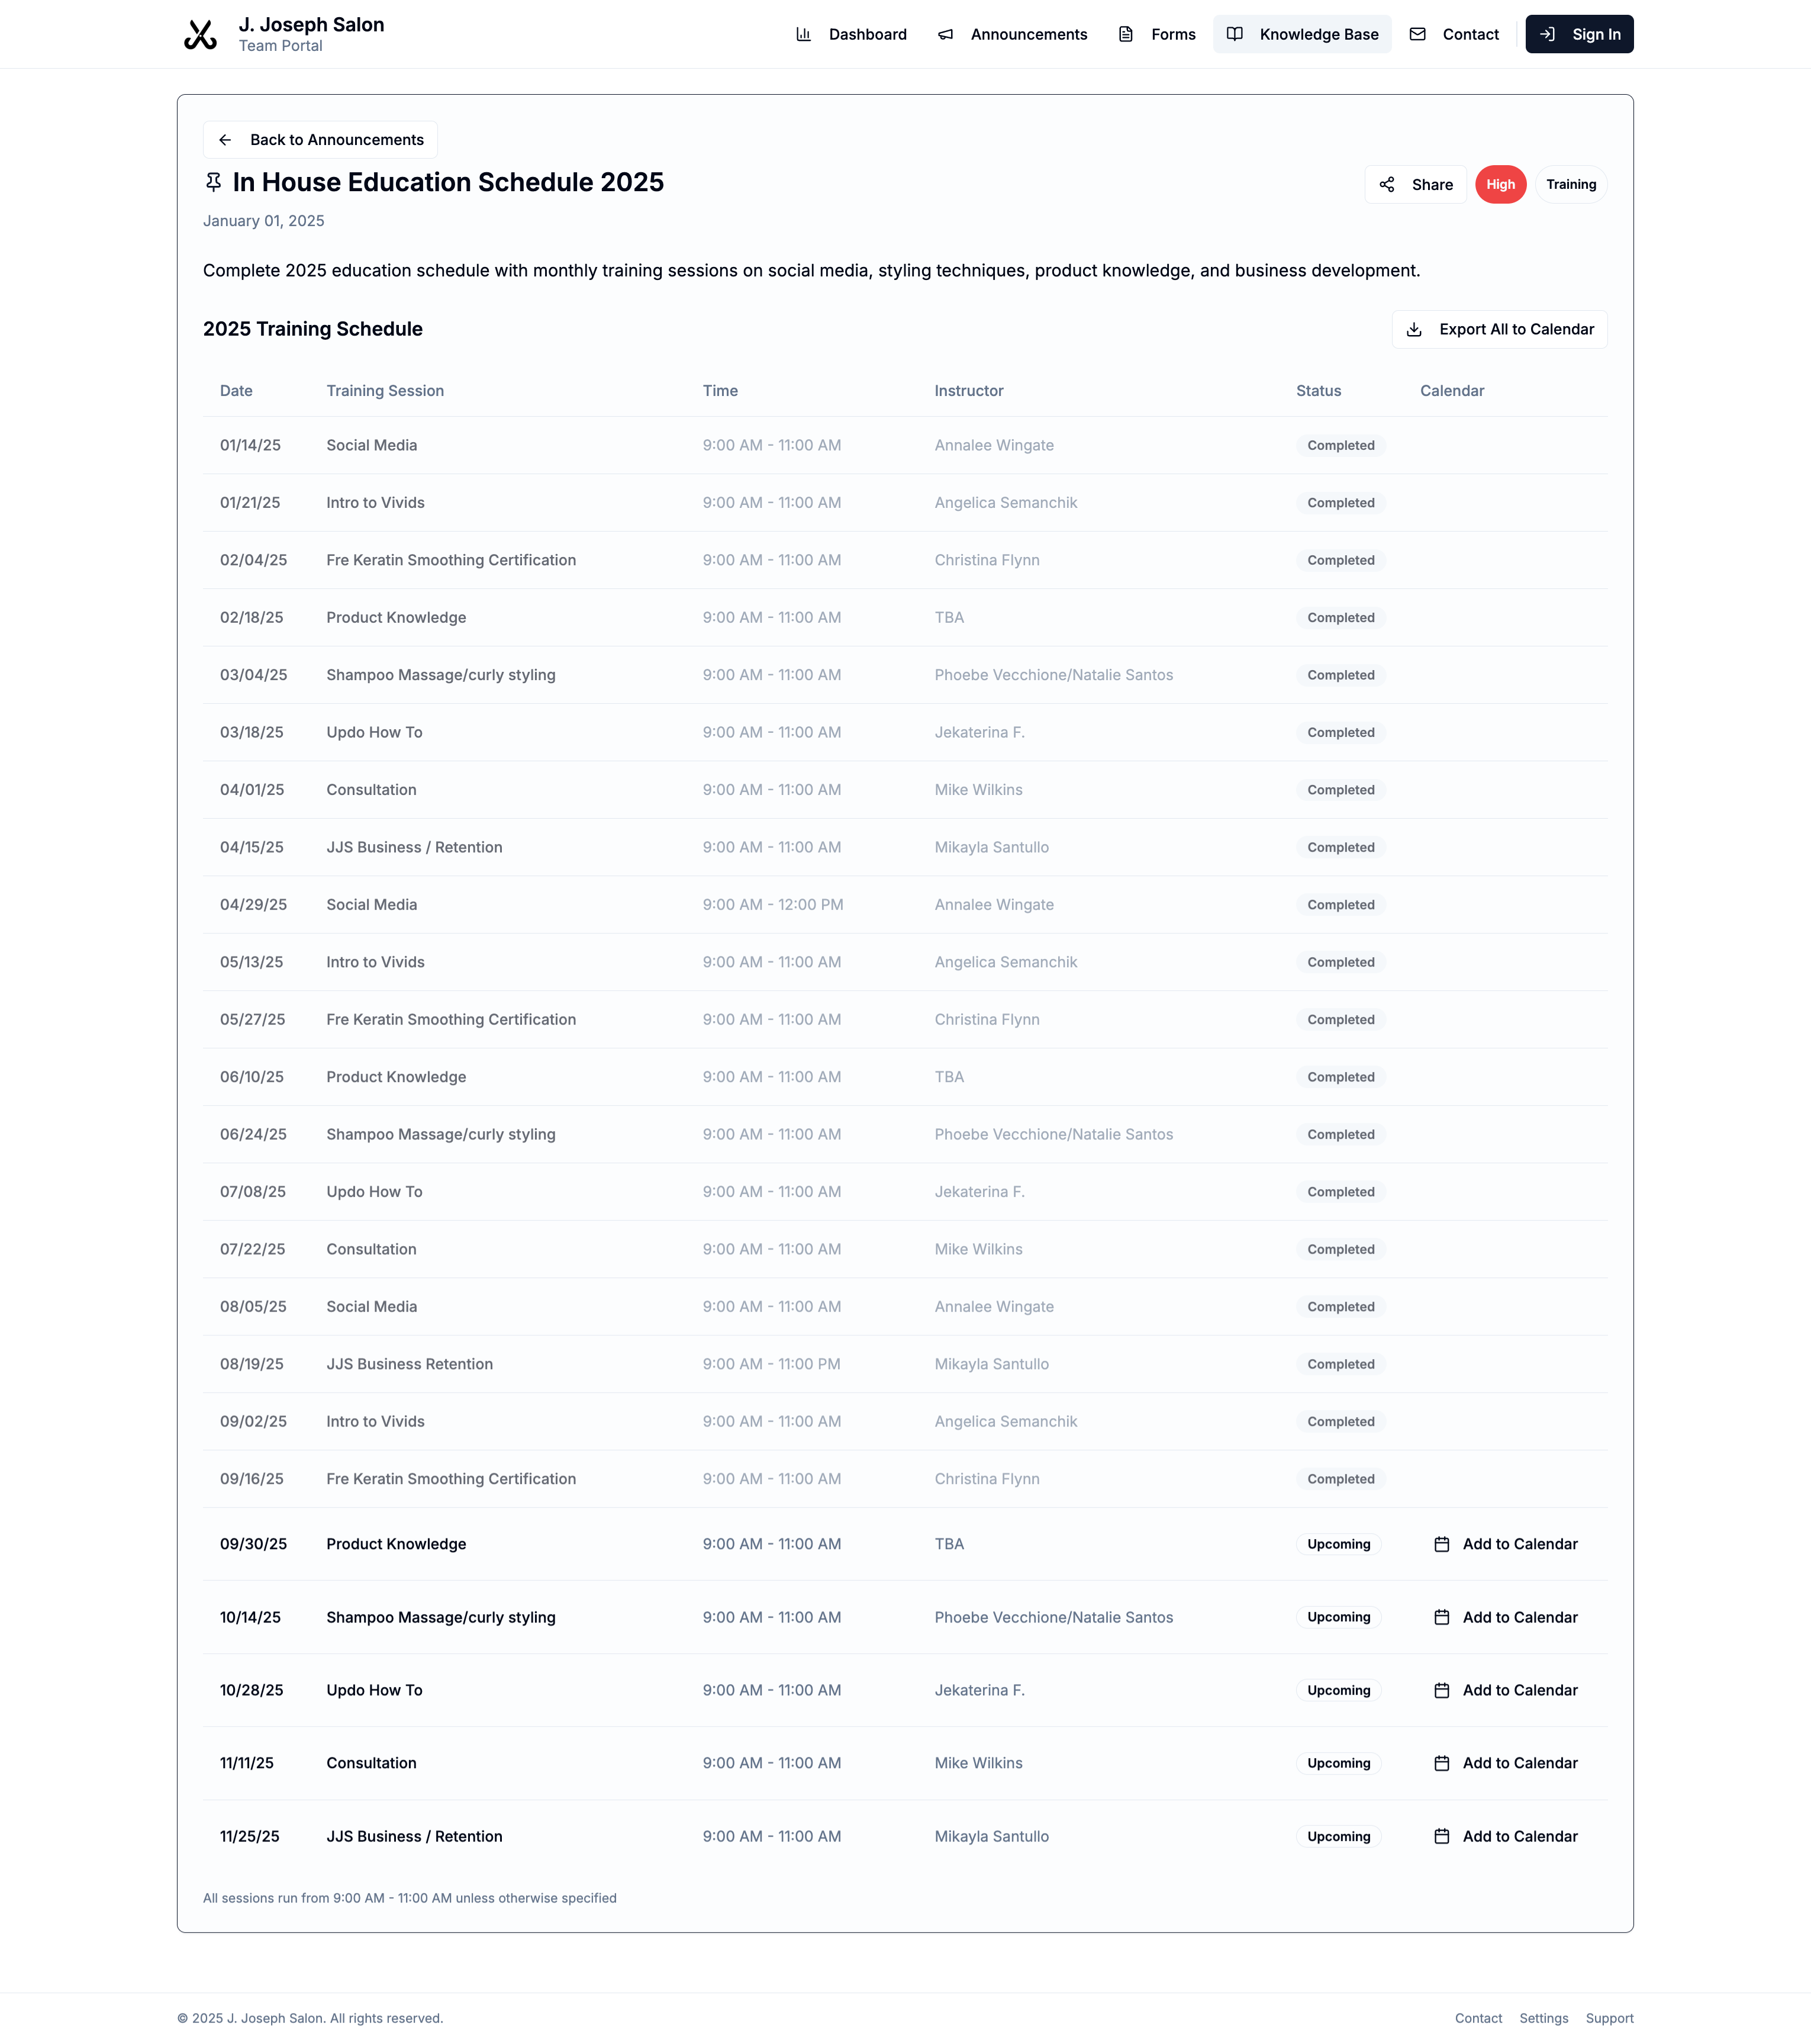 J. Joseph Salon
Team Portal
Dashboard Announcements Forms Knowledge Base Contact Sign In
Back to Announcements
In House Education Schedule 2025
Share High Training
January 01, 2025
Complete 2025 education schedule with monthly training sessions on social media, styling techniques, product knowledge, and business development.
2025 Training Schedule Export All to Calendar
Date Training Session Time Instructor Status Calendar
01/14/25 Social Media 9:00 AM - 11:00 AM Annalee Wingate Completed
01/21/25 Intro to Vivids 9:00 AM - 11:00 AM Angelica Semanchik Completed
02/04/25 Fre Keratin Smoothing Certification 9:00 AM - 11:00 AM Christina Flynn Completed
02/18/25 Product Knowledge 9:00 AM - 11:00 AM TBA Completed
03/04/25 Shampoo Massage/curly styling 9:00 AM - 11:00 AM Phoebe Vecchione/Natalie Santos Completed
03/18/25 Updo How To 9:00 AM - 11:00 AM Jekaterina F. Completed
04/01/25 Consultation 9:00 AM - 11:00 AM Mike Wilkins Completed
04/15/25 JJS Business / Retention 9:00 AM - 11:00 AM Mikayla Santullo Completed
04/29/25 Social Media 9:00 AM - 12:00 PM Annalee Wingate Completed
05/13/25 Intro to Vivids 9:00 AM - 11:00 AM Angelica Semanchik Completed
05/27/25 Fre Keratin Smoothing Certification 9:00 AM - 11:00 AM Christina Flynn Completed
06/10/25 Product Knowledge 9:00 AM - 11:00 AM TBA Completed
06/24/25 Shampoo Massage/curly styling 9:00 AM - 11:00 AM Phoebe Vecchione/Natalie Santos Completed
07/08/25 Updo How To 9:00 AM - 11:00 AM Jekaterina F. Completed
07/22/25 Consultation 9:00 AM - 11:00 AM Mike Wilkins Completed
08/05/25 Social Media 9:00 AM - 11:00 AM Annalee Wingate Completed
08/19/25 JJS Business Retention 9:00 AM - 11:00 PM Mikayla Santullo Completed
09/02/25 Intro to Vivids 9:00 AM - 11:00 AM Angelica Semanchik Completed
09/16/25 Fre Keratin Smoothing Certification 9:00 AM - 11:00 AM Christina Flynn Completed
09/30/25 Product Knowledge 9:00 AM - 11:00 AM TBA Upcoming Add to Calendar
10/14/25 Shampoo Massage/curly styling 9:00 AM - 11:00 AM Phoebe Vecchione/Natalie Santos Upcoming Add to Calendar
10/28/25 Updo How To 9:00 AM - 11:00 AM Jekaterina F. Upcoming Add to Calendar
11/11/25 Consultation 9:00 AM - 11:00 AM Mike Wilkins Upcoming Add to Calendar
11/25/25 JJS Business / Retention 9:00 AM - 11:00 AM Mikayla Santullo Upcoming Add to Calendar
All sessions run from 9:00 AM - 11:00 AM unless otherwise specified
© 2025 J. Joseph Salon. All rights reserved. Contact Settings Support